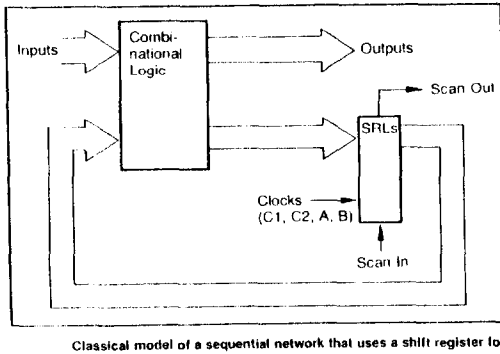 Inputs
Combi-
national
Logic
Outputs
Scan Out
SRLs
Clocks
(C1, C2, A, B)
Scan In
Classical model of a sequential network that uses a shift register lo